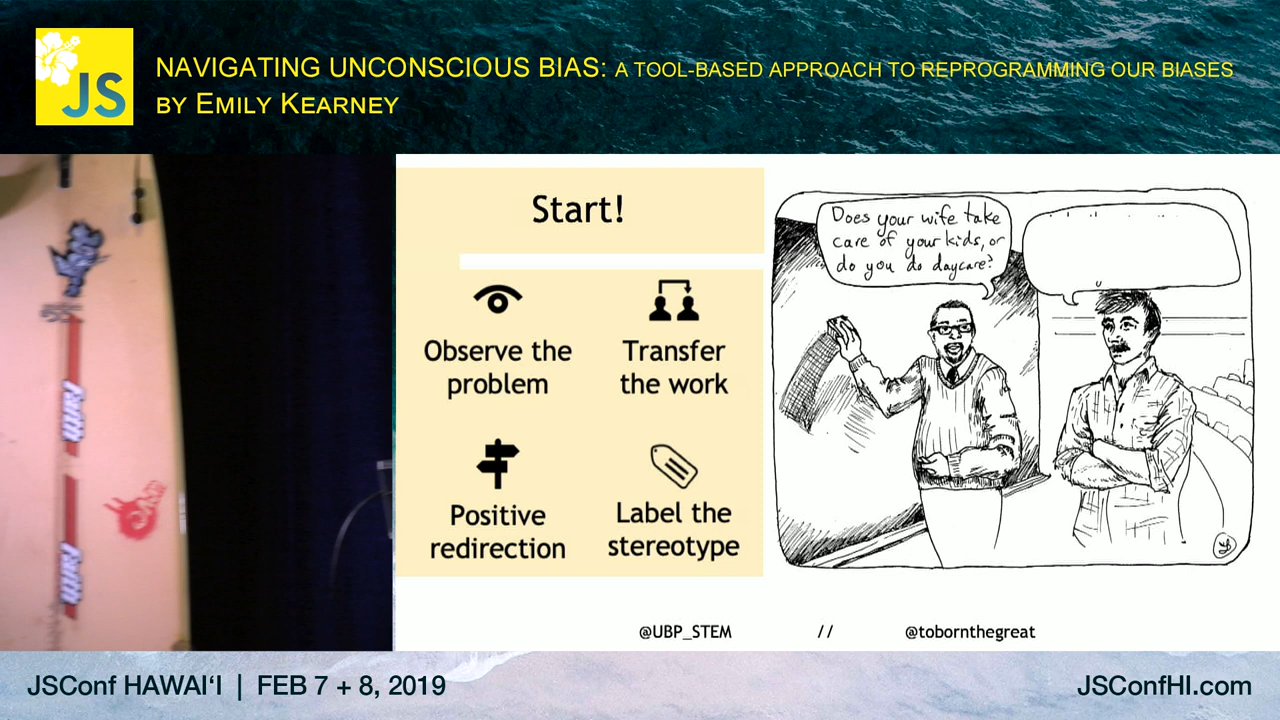 JS
NAVIGATING UNCONSCIOUS BIAS: A TOOL-BASED APPROACH TO REPROGRAMMING OUR BIASES
BY EMILY KEARNEY
Start!
Observe the
problem
Transfer
the work
Positive
redirection
Label the
stereotype
Does your wife take
care of your kids, or
do you do daycare?
@UBP_STEM // @tobornthegreat
JSConf HAWAIʻI | FEB 7 + 8, 2019
JSConfHI.com